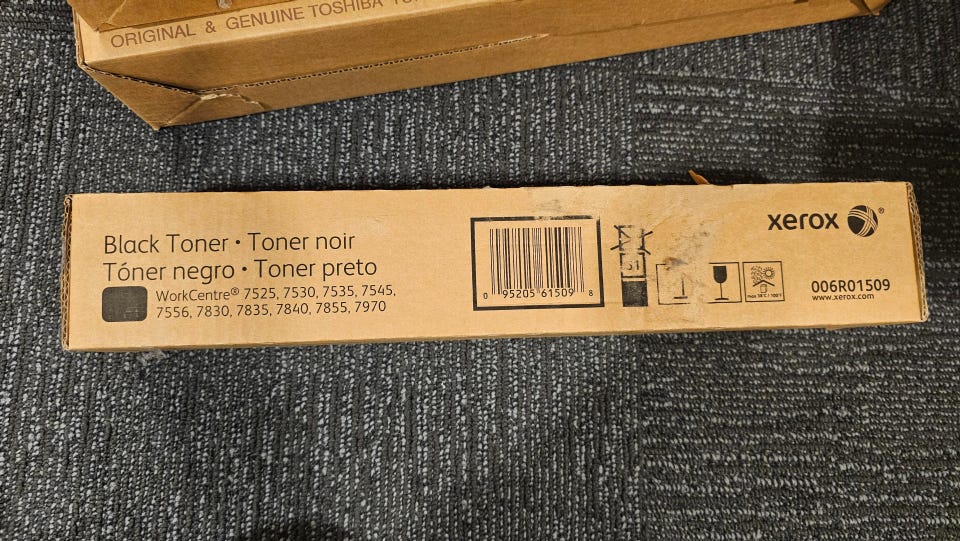 ORIGINAL & GENUINE TOSHIBA
Black Toner • Toner noir
Tóner negro • Toner preto
WorkCentre® 7525, 7530, 7535, 7545,
7556, 7830, 7835, 7840, 7855, 7970
0 95205 61509 8
51
xerox ®
006R01509
www.xerox.com